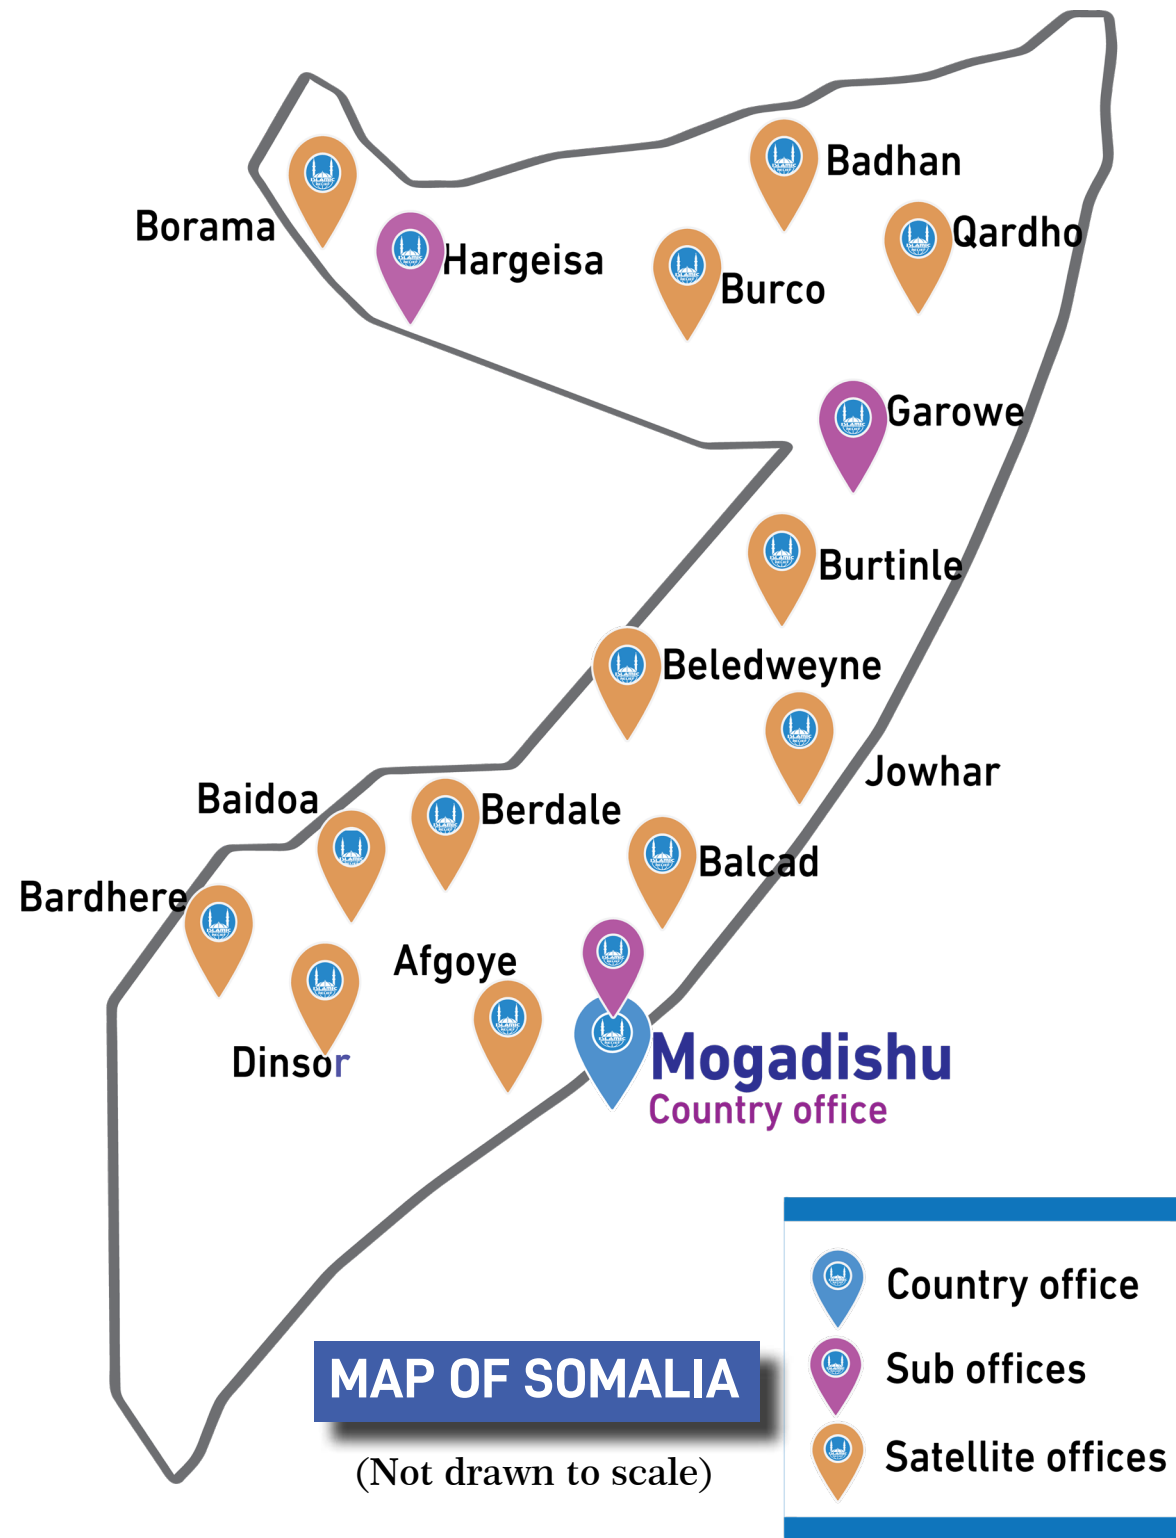 Badhan
Borama
Qardho
Hargeisa
Burco
Garowe
Burtinle
Beledweyne
Jowhar
Baidoa
Berdale
Balcad
Bardhere
Afgoye
Dinsor
Mogadishu
Country office
Country office
Sub offices
Satellite offices
MAP OF SOMALIA
(Not drawn to scale)